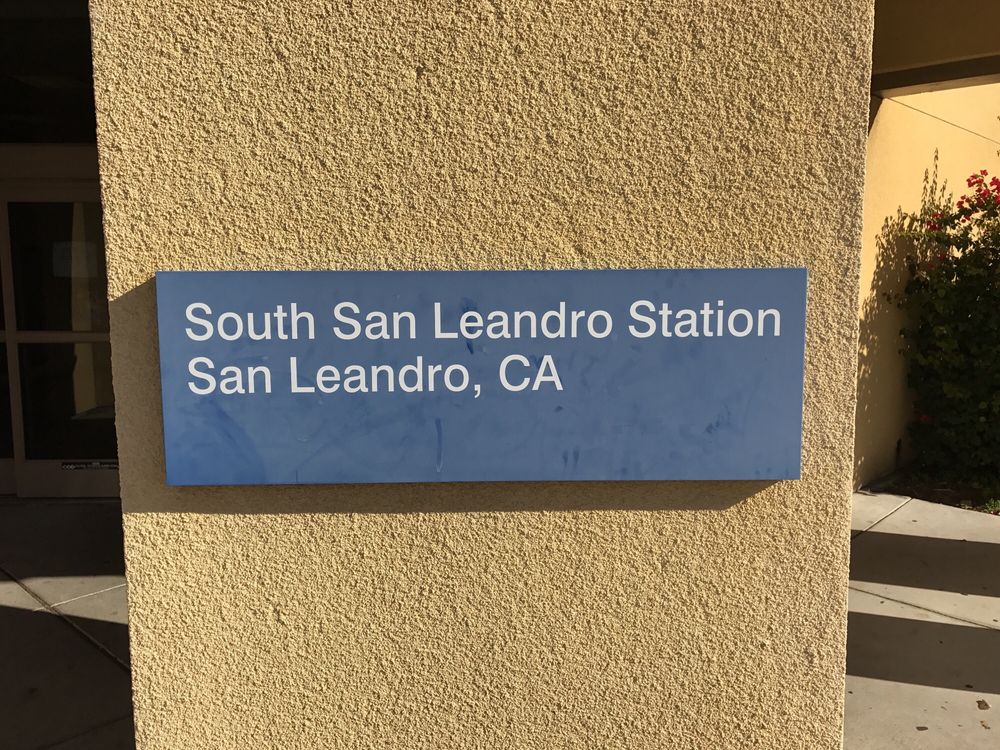 South San Leandro Station
San Leandro, CA